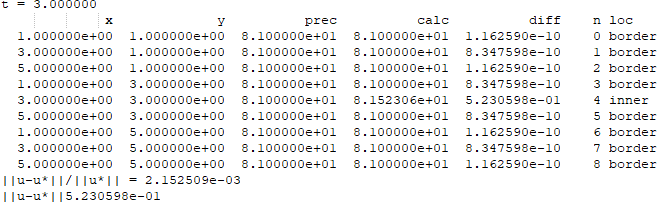 t = 3.000000
x y prec calc diff n loc
1.000000e+00 1.000000e+00 8.100000e+01 8.100000e+01 1.162590e-10 0 border
3.000000e+00 1.000000e+00 8.100000e+01 8.100000e+01 8.347598e-10 1 border
5.000000e+00 1.000000e+00 8.100000e+01 8.100000e+01 1.162590e-10 2 border
1.000000e+00 3.000000e+00 8.100000e+01 8.100000e+01 8.347598e-10 3 border
3.000000e+00 3.000000e+00 8.100000e+01 8.152306e+01 5.230598e-01 4 inner
5.000000e+00 3.000000e+00 8.100000e+01 8.100000e+01 8.347598e-10 5 border
1.000000e+00 5.000000e+00 8.100000e+01 8.100000e+01 1.162590e-10 6 border
3.000000e+00 5.000000e+00 8.100000e+01 8.100000e+01 8.347598e-10 7 border
5.000000e+00 5.000000e+00 8.100000e+01 8.100000e+01 1.162590e-10 8 border
||u-u*||/||u*|| = 2.152509e-03
||u-u*||5.230598e-01